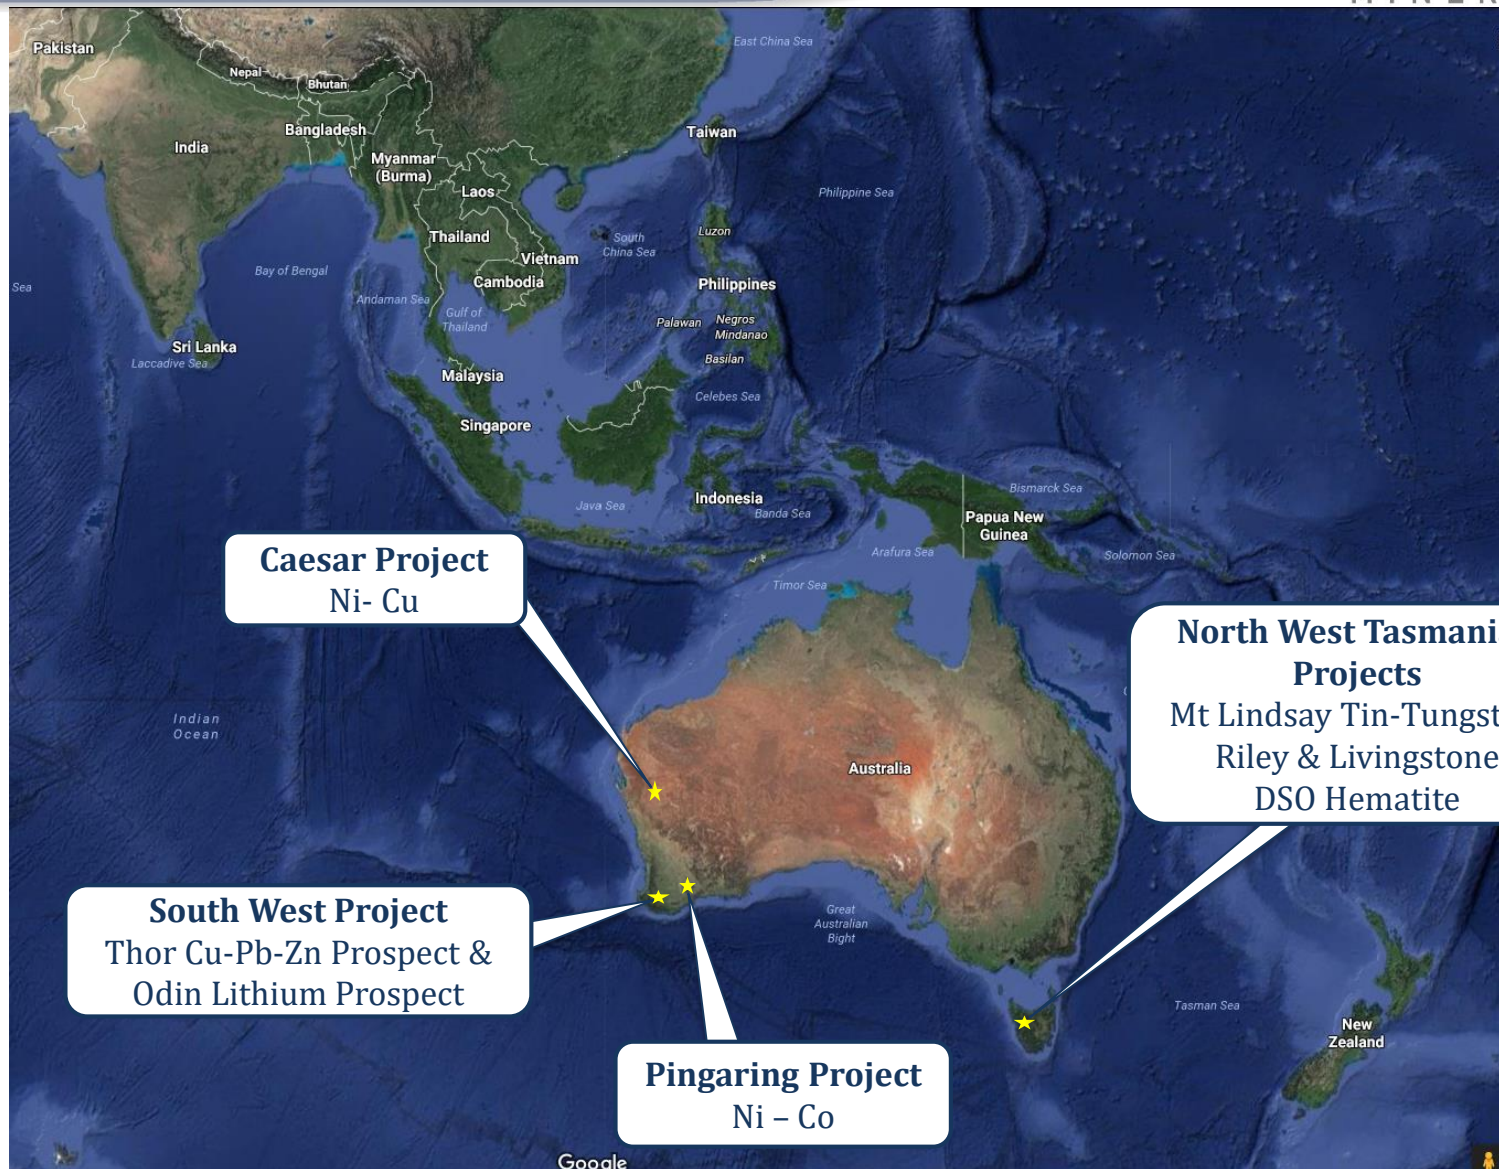 East China Sea
Pakistan
Nepal
Bhutan
Bangladesh
Taiwan
India
Myanmar
(Burma)
Laos
Philippine Sea
Thailand
Luzon
South
China Sea
Vietnam
Bay of Bengal
Cambodia
Philippines
Sea
Andaman Sea
Gulf of
Thailand
Palawan
Negros
Mindanao
Sri Lanka
Basilan
Laccadive Sea
Malaysia
Celebes Sea
Singapore
Bismarck Sea
Indonesia
Java Sea
Banda Sea
Papua New
Guinea
Arafura Sea
Solomon Sea
Timor Sea
Caesar Project
Ni- Cu
North West Tasmani
Projects
Mt Lindsay Tin-Tungst
Riley & Livingstone
DSO Hematite
Indian
Ocean
Australia
South West Project
Thor Cu-Pb-Zn Prospect &
Odin Lithium Prospect
Great
Australian
Bight
Tasman Sea
New
Zealand
Pingaring Project
Ni – Co
Google